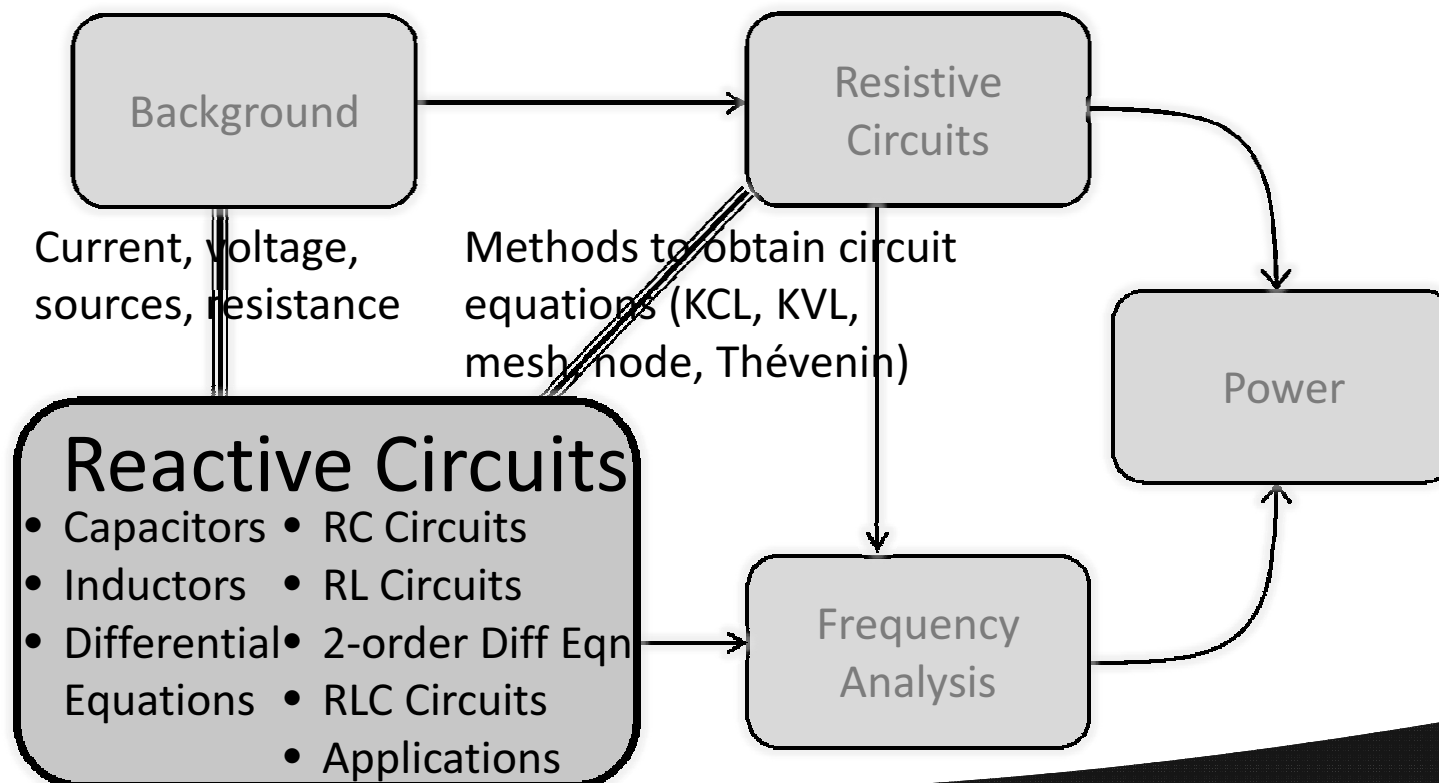 Background
Resistive
Circuits
Current, voltage,
sources, resistance
Methods to obtain circuit
equations (KCL, KVL,
mesh, node, Thévenin)
Power
Reactive Circuits
• Capacitors
• Inductors
• Differential
Equations
• RC Circuits
• RL Circuits
• 2-order Diff Eqn
• RLC Circuits
• Applications
Frequency
Analysis